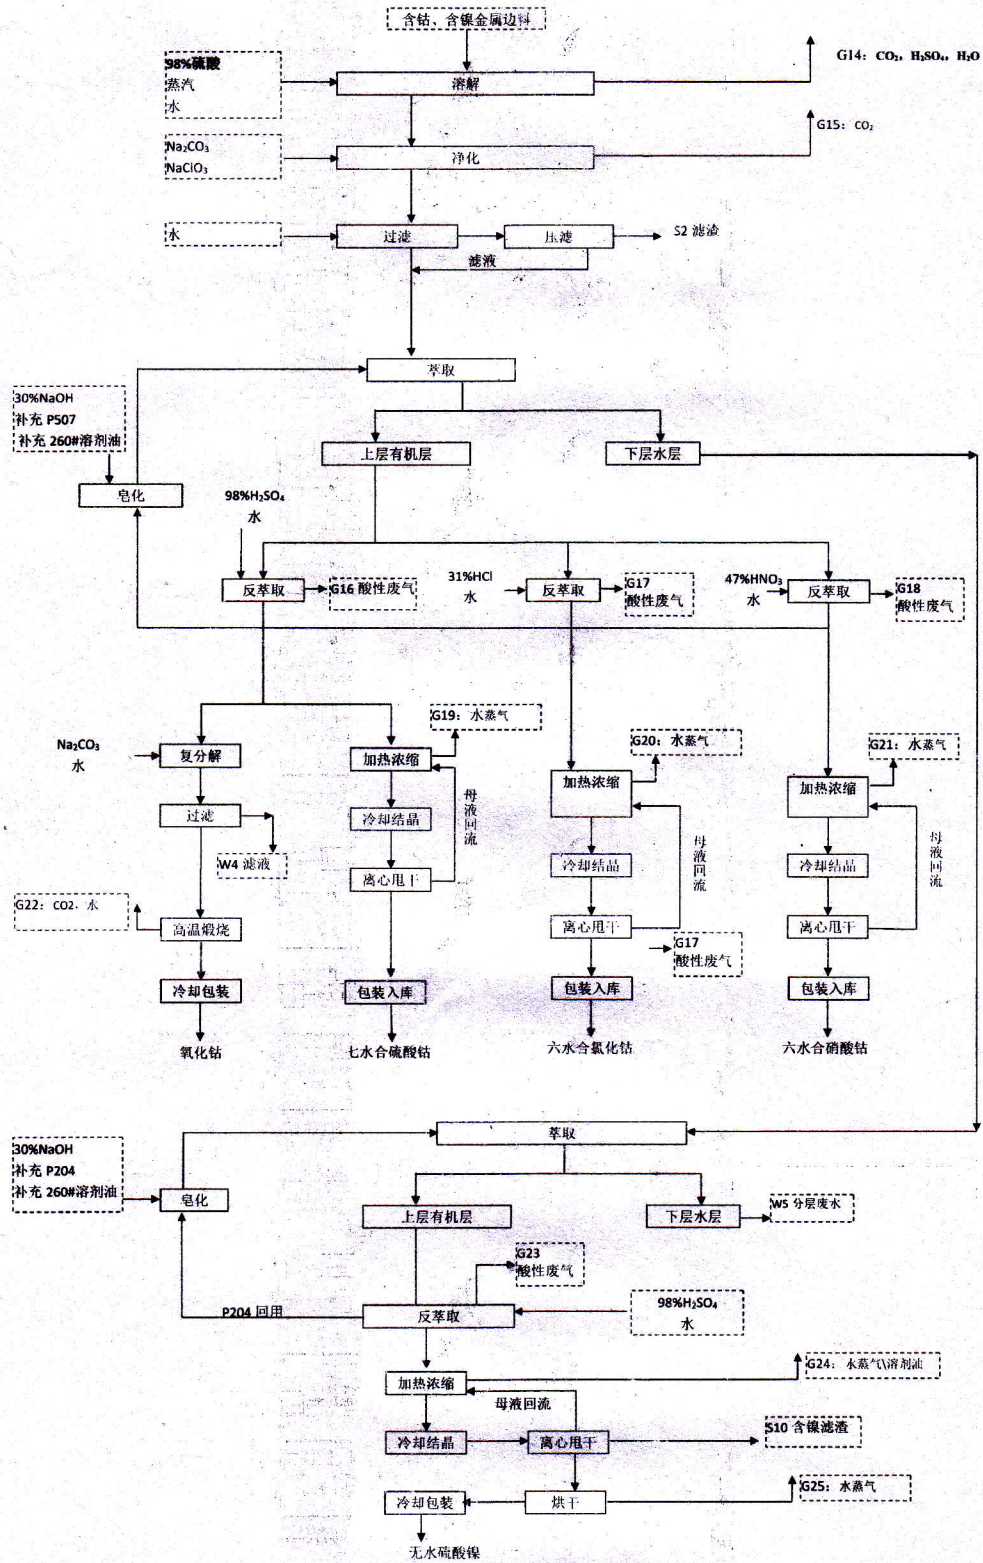 含钴、含镍金属边料
98%硫酸
蒸汽
水
溶解
G14：CO₂，H₂SO₄，H₂O
Na₂CO₃
NaClO₃
净化
G15：CO₂
水
过滤
压滤
S2 滤渣
滤液
萃取
30%NaOH
补充 P507
补充 260#溶剂油
上层有机层
下层水层
皂化
98%H₂SO₄
水
反萃取
G16 酸性废气
31%HCl
水
反萃取
G17
酸性废气
47%HNO₃
水
反萃取
G18
酸性废气
Na₂CO₃
水
复分解
过滤
W4 滤液
G22：CO2，水
高温煅烧
冷却包装
氧化钴
G19：水蒸气
加热浓缩
母液回流
冷却结晶
离心甩干
包装入库
七水合硫酸钴
G20：水蒸气
加热浓缩
母液回流
冷却结晶
离心甩干
G17
酸性废气
包装入库
六水合氯化钴
G21：水蒸气
加热浓缩
母液回流
冷却结晶
离心甩干
包装入库
六水合硝酸钴
萃取
30%NaOH
补充 P204
补充 260#溶剂油
皂化
上层有机层
下层水层
W5 分层废水
G23
酸性废气
P204 回用
反萃取
98%H₂SO₄
水
加热浓缩
G24：水蒸气\溶剂油
母液回流
冷却结晶
离心甩干
S10 含镍滤渣
冷却包装
烘干
G25：水蒸气
无水硫酸镍